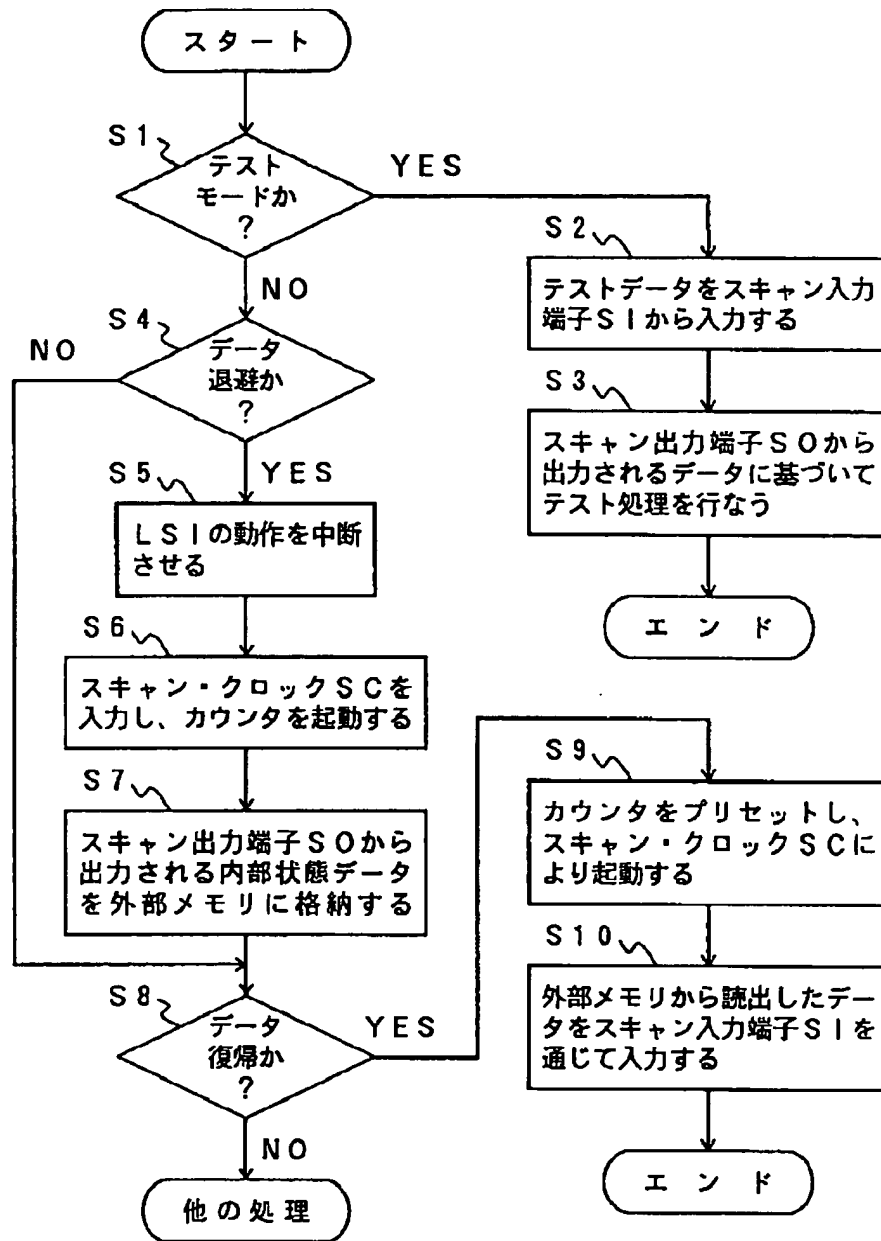 スタート
S1
テスト
モードか
?
YES
NO
S2
テストデータをスキャン入力
端子SIから入力する
S3
スキャン出力端子SOから
出力されるデータに基づいて
テスト処理を行なう
エンド
S4
NO
データ
退避か
?
YES
S5
LSIの動作を中断
させる
S6
スキャン・クロックSCを
入力し、カウンタを起動する
S7
スキャン出力端子SOから
出力される内部状態データ
を外部メモリに格納する
S8
データ
復帰か
?
YES
NO
他の処理
S9
カウンタをプリセットし、
スキャン・クロックSCに
より起動する
S10
外部メモリから読出したデー
タをスキャン入力端子SIを
通じて入力する
エンド